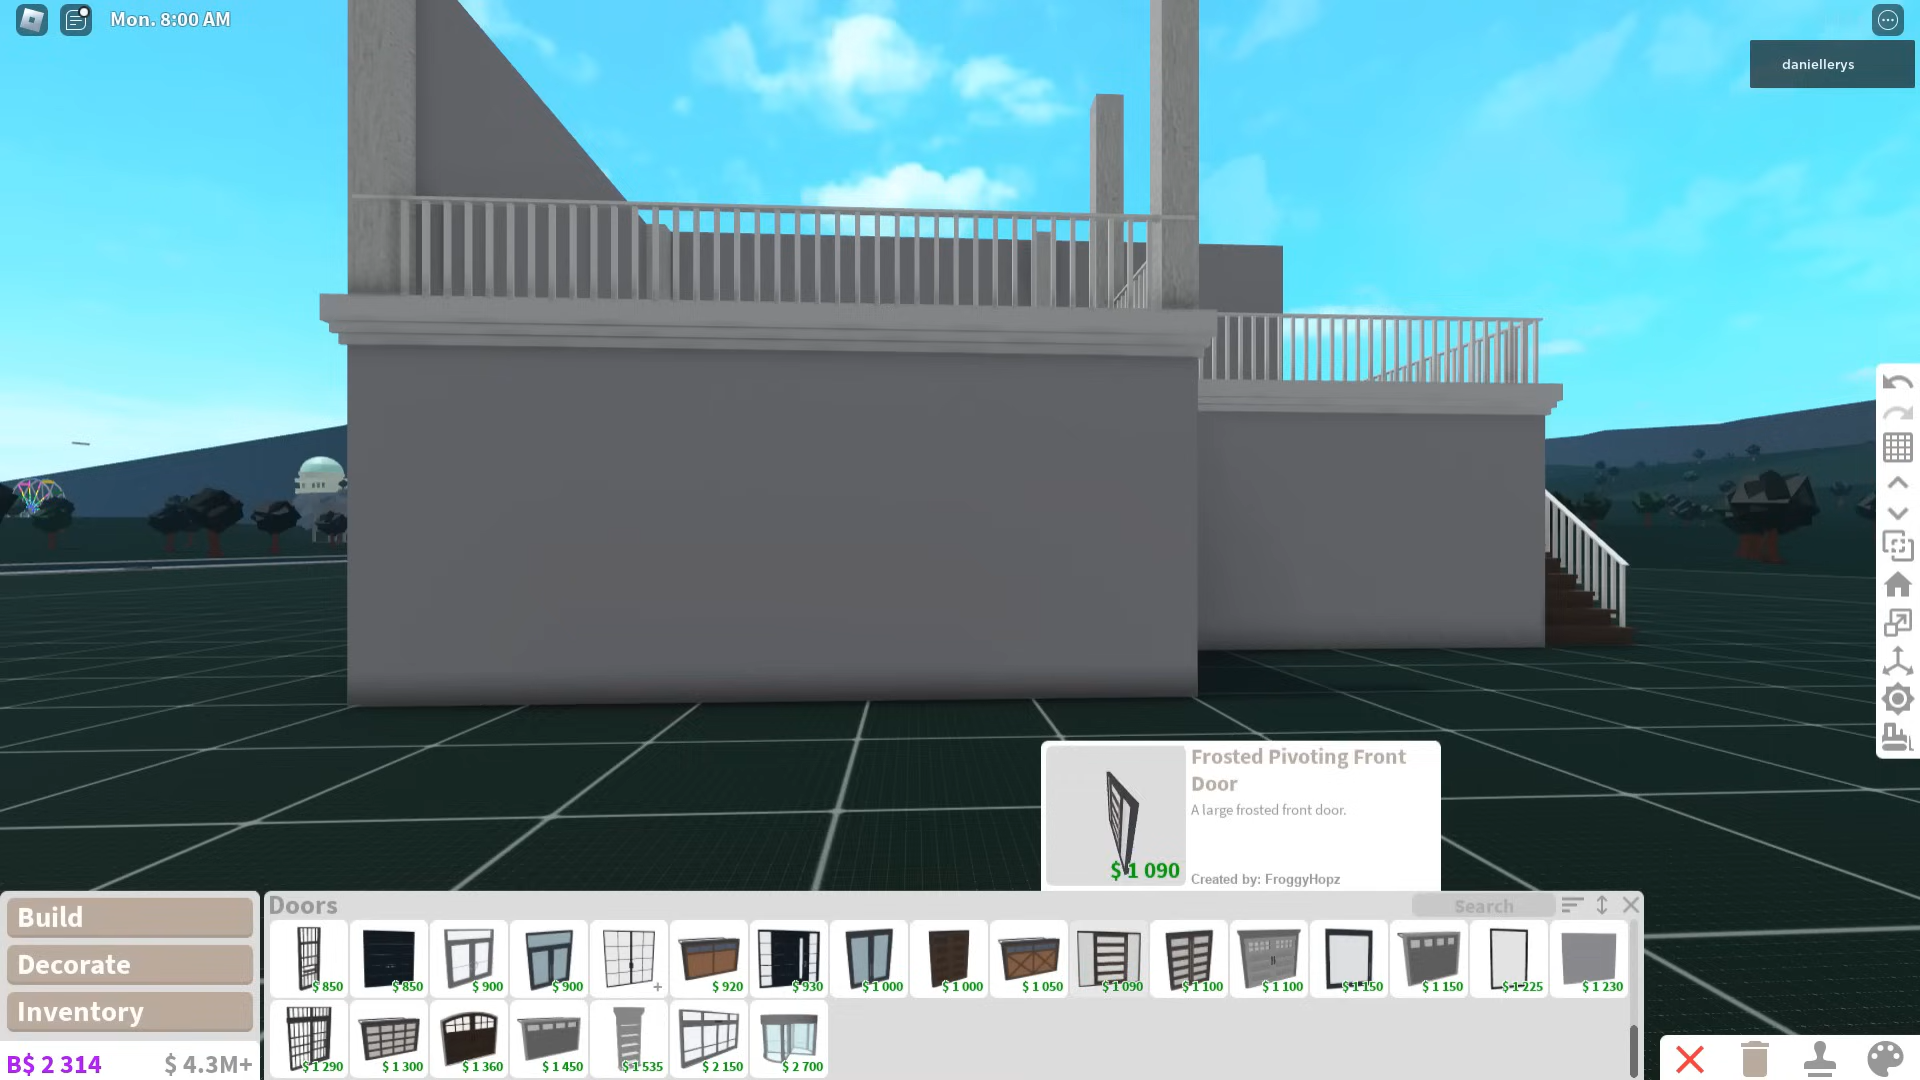 Mon. 8:00 AM
daniellerys
Frosted Pivoting Front
Door
A large frosted front door.
$ 1 090
Created by: FroggyHopz
Build
Decorate
Inventory
B$ 2 314
$ 4.3M+
Doors
Search
$ 850
$ 850
$ 900
$ 900
+
$ 920
$ 930
$ 1 000
$ 1 000
$ 1 050
$ 1 090
$ 1 100
$ 1 100
$ 1 150
$ 1 150
$ 1 225
$ 1 230
$ 1 290
$ 1 300
$ 1 360
$ 1 450
$ 1 535
$ 2 150
$ 2 700